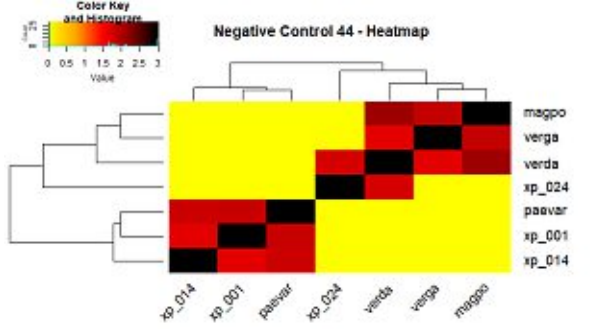 Color Key
and Histogram
Negative Control 44 - Heatmap
0 0.5 1 1.5 2 2.5 3
Value
magpo
verga
verda
xp_024
paevar
xp_001
xp_014
xp_014 xp_001 paevar xp_024 verda verga magpo